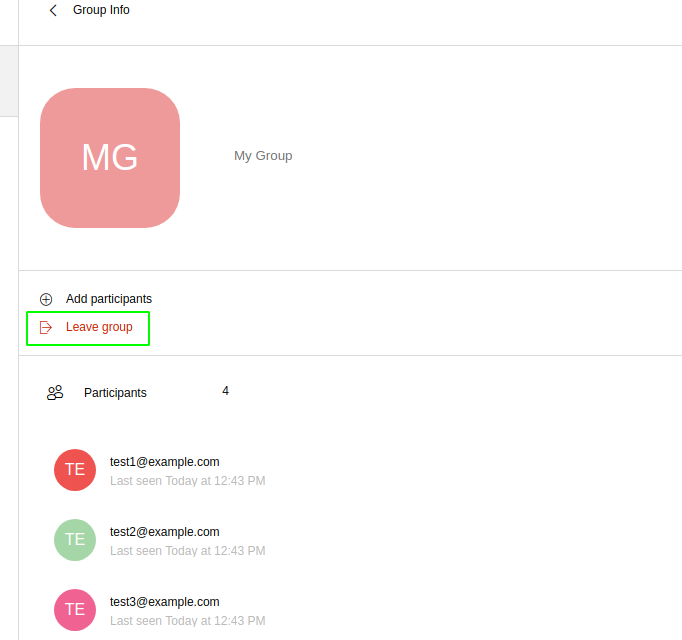 Group Info
MG
My Group
Add participants
Leave group
Participants 4
TE
test1@example.com
Last seen Today at 12:43 PM
TE
test2@example.com
Last seen Today at 12:43 PM
TE
test3@example.com
Last seen Today at 12:43 PM